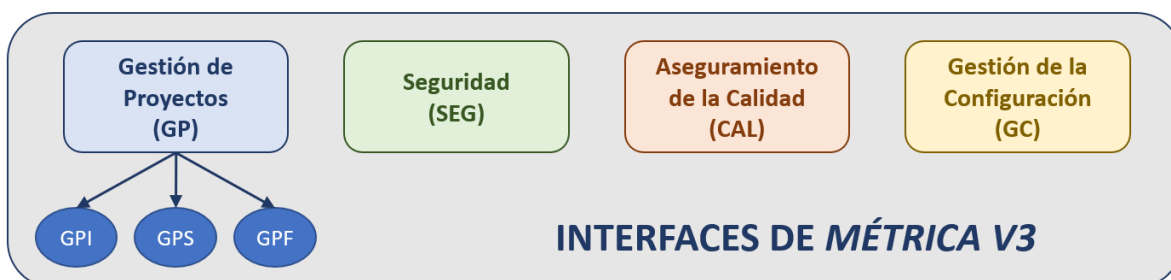 Gestión de
Proyectos
(GP)
Seguridad
(SEG)
Aseguramiento
de la Calidad
(CAL)
Gestión de la
Configuración
(GC)
GPI
GPS
GPF
INTERFACES DE MÉTRICA V3